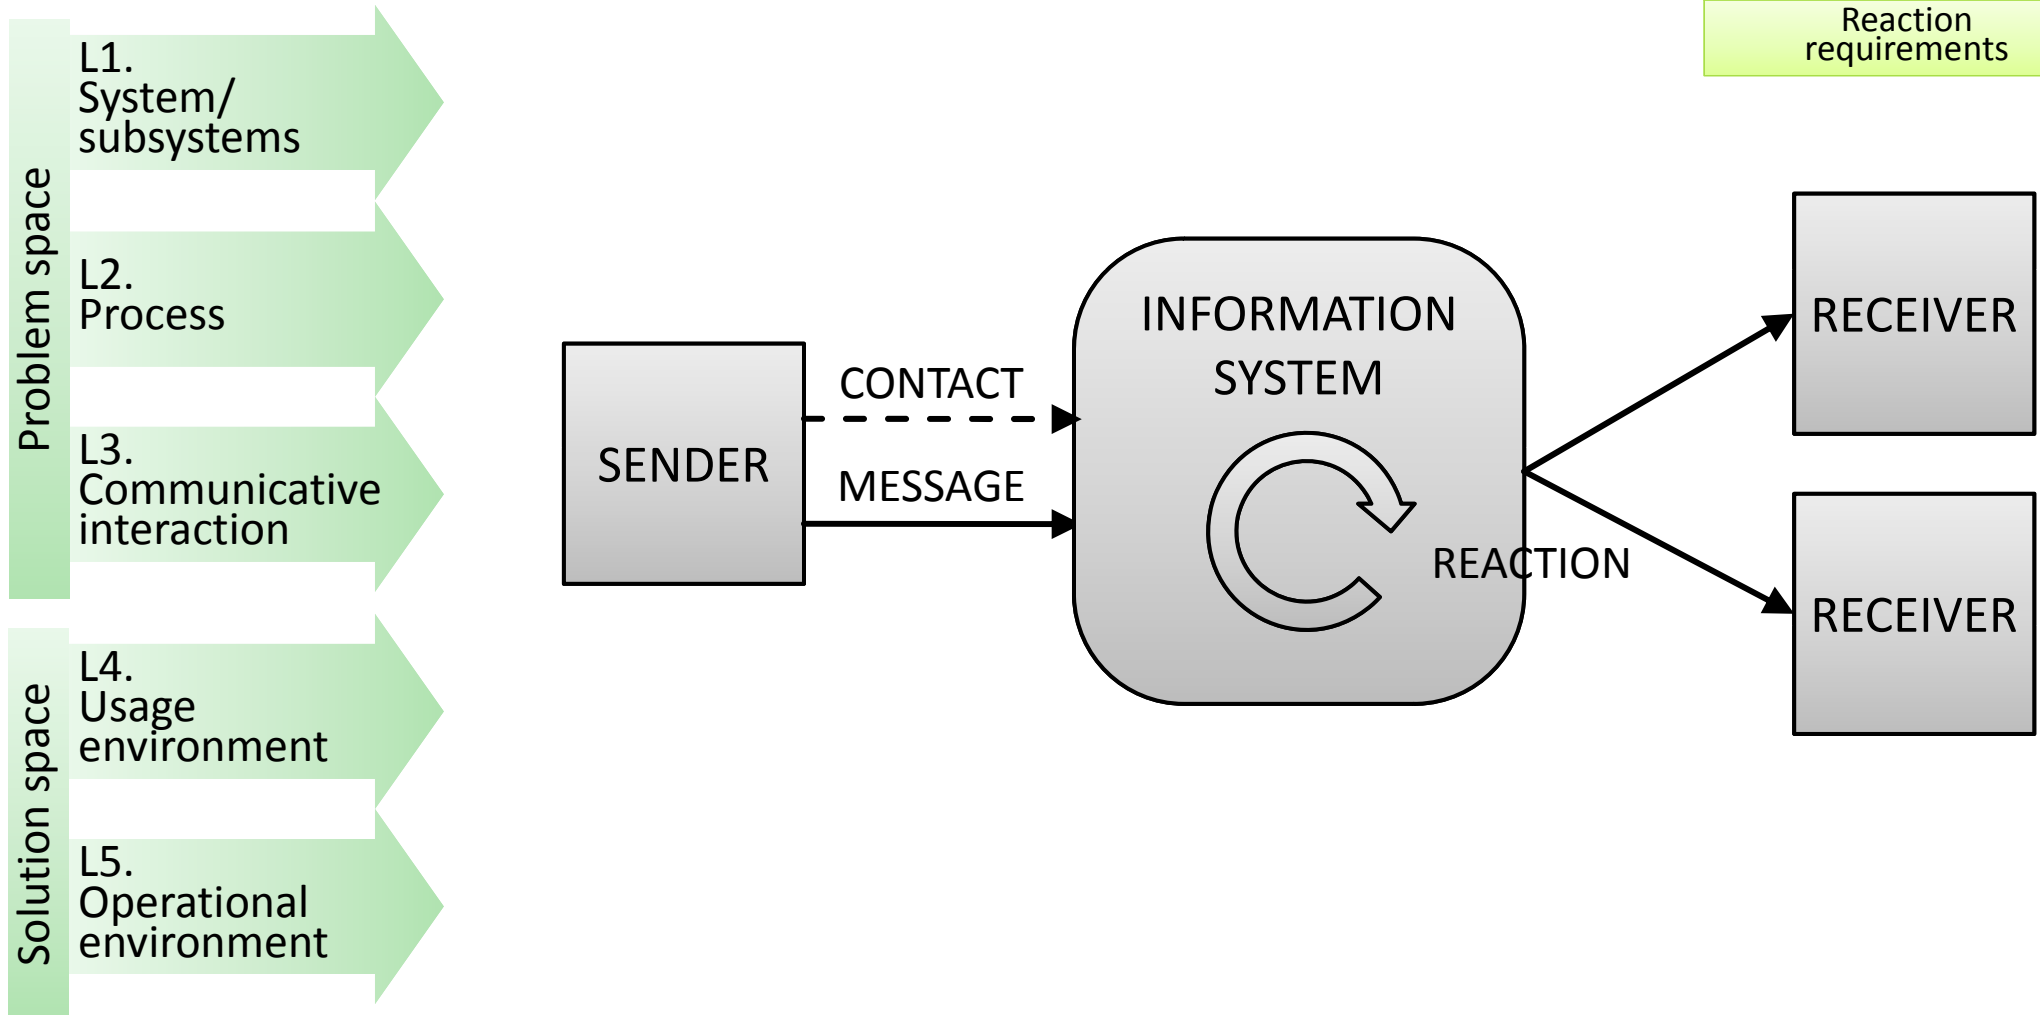 Problem space
L1.
System/
subsystems
L2.
Process
L3.
Communicative
interaction
Solution space
L4.
Usage
environment
L5.
Operational
environment
SENDER
CONTACT
MESSAGE
INFORMATION
SYSTEM
REACTION
Reaction
requirements
RECEIVER
RECEIVER